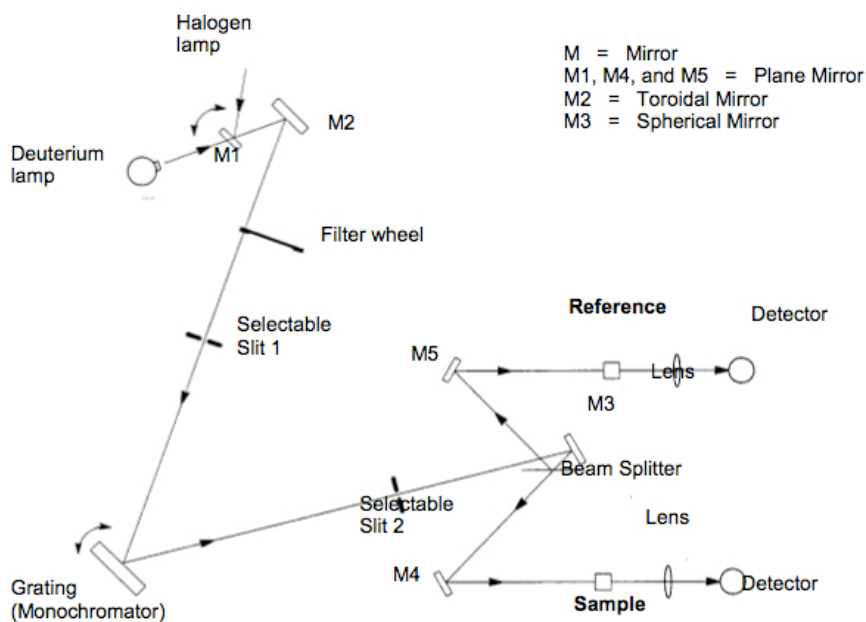 Halogen
lamp
M = Mirror
M1, M4, and M5 = Plane Mirror
M2 = Toroidal Mirror
M3 = Spherical Mirror
M2
M1
Deuterium
lamp
Filter wheel
Reference
Detector
Selectable
Slit 1
M5
Lens
M3
Beam Splitter
Selectable
Slit 2
Lens
M4
Detector
Grating
(Monochromator)
Sample